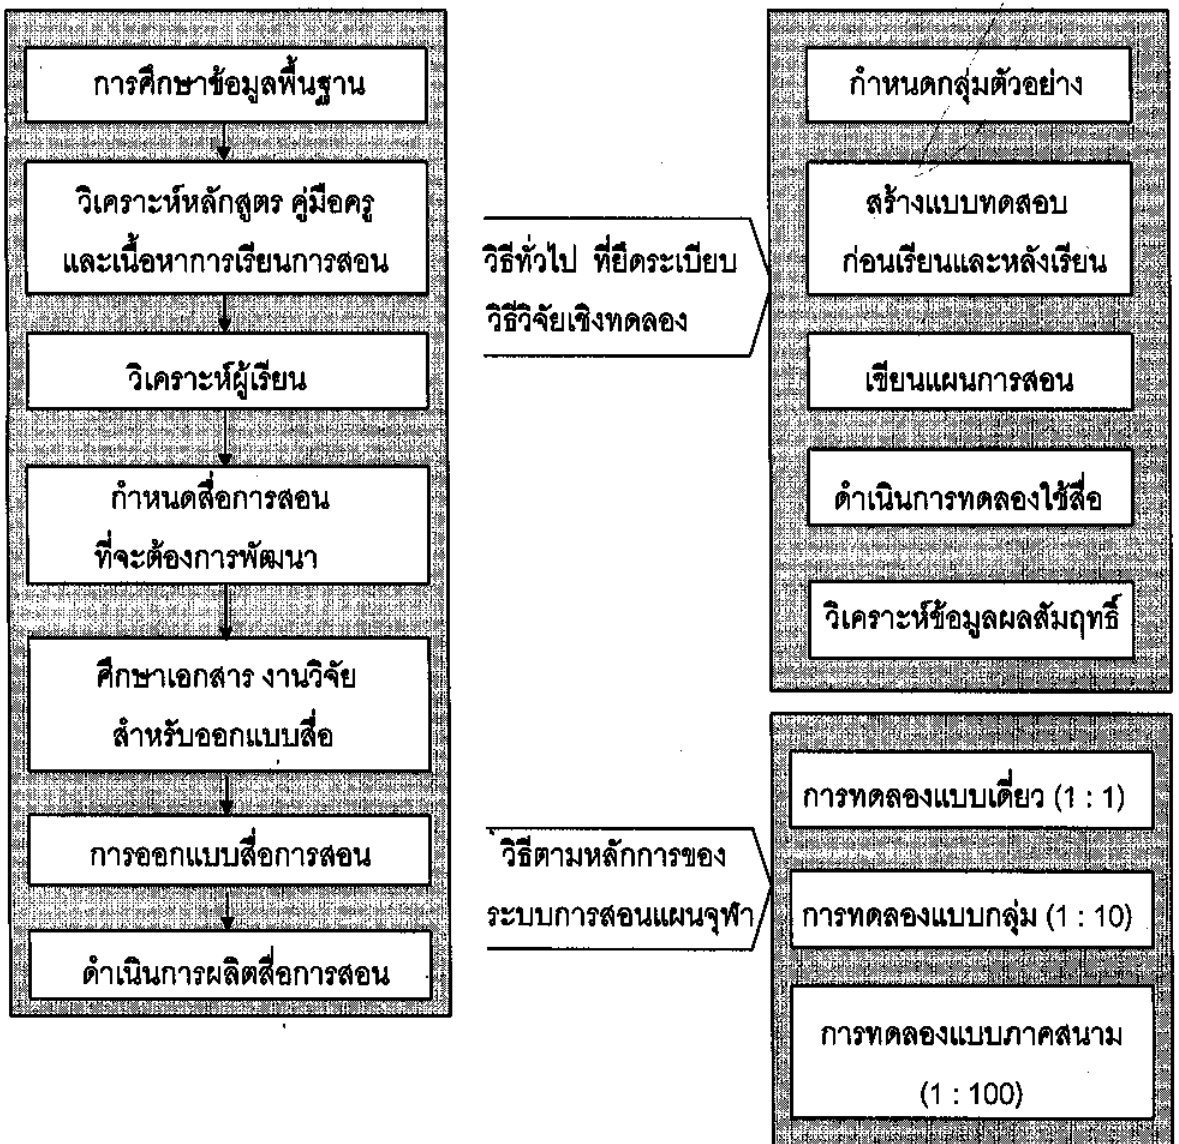 การศึกษาข้อมูลพื้นฐาน
วิเคราะห์หลักสูตร คู่มือครู
และเนื้อหาการเรียนการสอน
วิเคราะห์ผู้เรียน
กำหนดสื่อการสอน
ที่จะต้องการพัฒนา
ศึกษาเอกสาร งานวิจัย
สำหรับออกแบบสื่อ
การออกแบบสื่อการสอน
ดำเนินการผลิตสื่อการสอน
วิธีทั่วไป ที่ยึดระเบียบ
วิธีวิจัยเชิงทดลอง
กำหนดกลุ่มตัวอย่าง
สร้างแบบทดสอบ
ก่อนเรียนและหลังเรียน
เขียนแผนการสอน
ดำเนินการทดลองใช้สื่อ
วิเคราะห์ข้อมูลผลสัมฤทธิ์
วิธีตามหลักการของ
ระบบการสอนแผนจุฬา
การทดลองแบบเดี่ยว (1 : 1)
การทดลองแบบกลุ่ม (1 : 10)
การทดลองแบบภาคสนาม
(1 : 100)